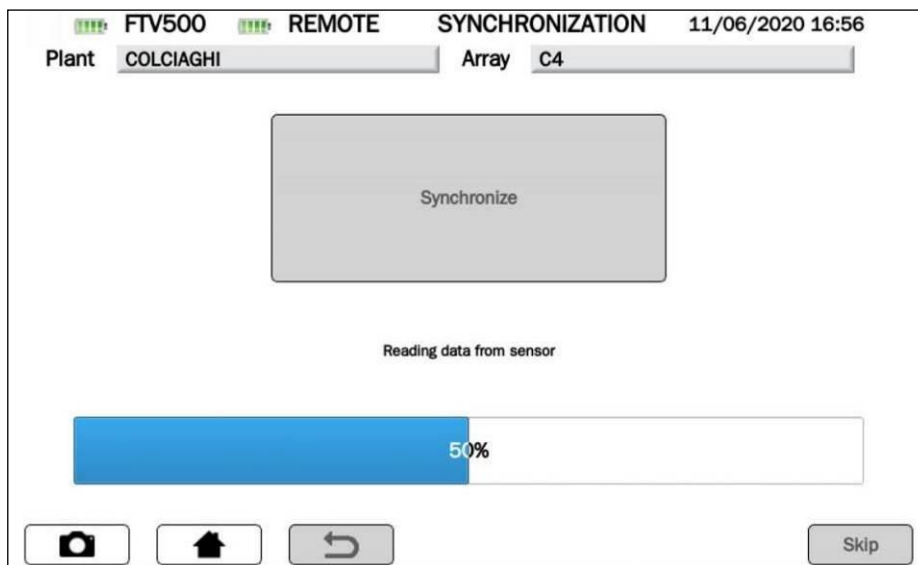 FTV500 REMOTE SYNCHRONIZATION 11/06/2020 16:56
Plant COLCIAGHI Array C4
Synchronize
Reading data from sensor
50%
Skip